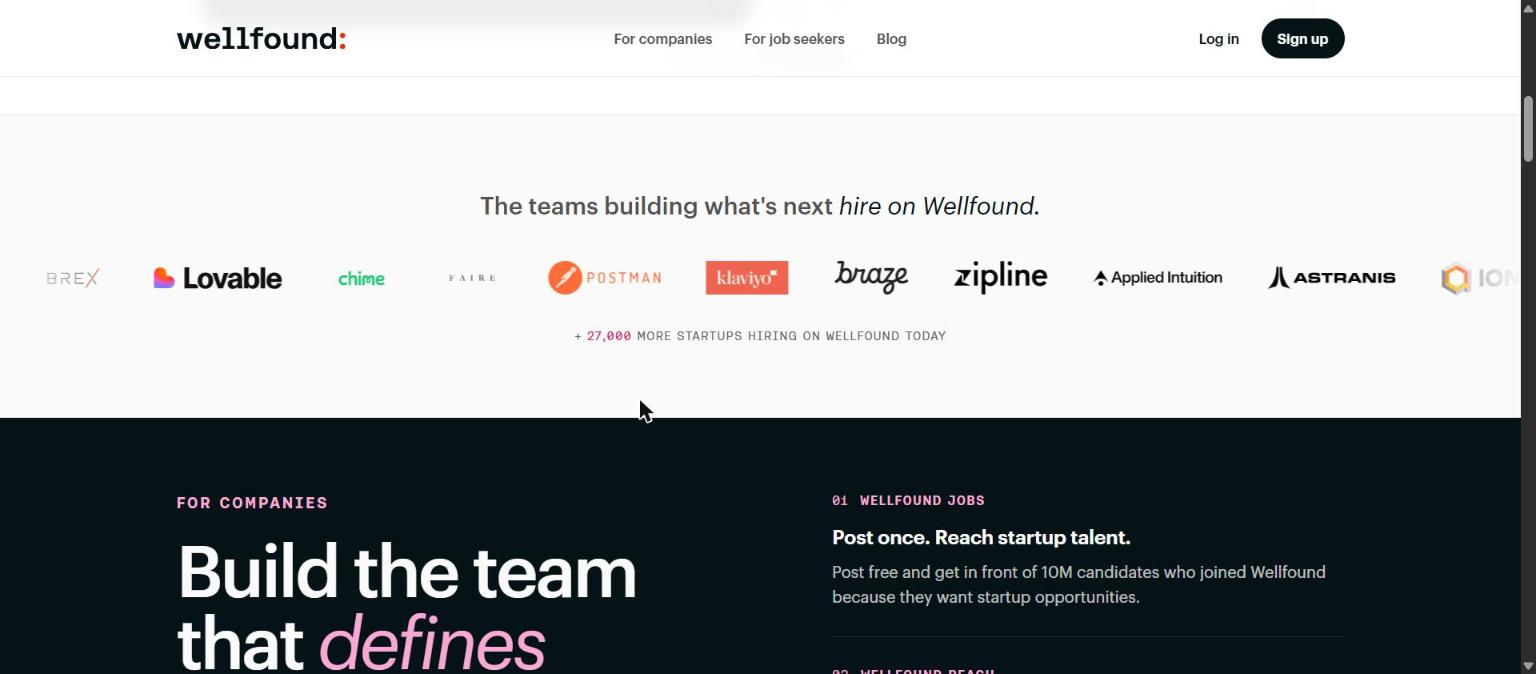 wellfound:
For companies
For job seekers
Blog
Log in
Sign up
The teams building what's next hire on Wellfound.
BREX
Lovable
chime
FAIRE
POSTMAN
klaviyo
braze
zipline
Applied Intuition
ASTRANIS
+ 27,000 MORE STARTUPS HIRING ON WELLFOUND TODAY
FOR COMPANIES
Build the team
that defines
01 WELLFOUND JOBS
Post once. Reach startup talent.
Post free and get in front of 10M candidates who joined Wellfound
because they want startup opportunities.